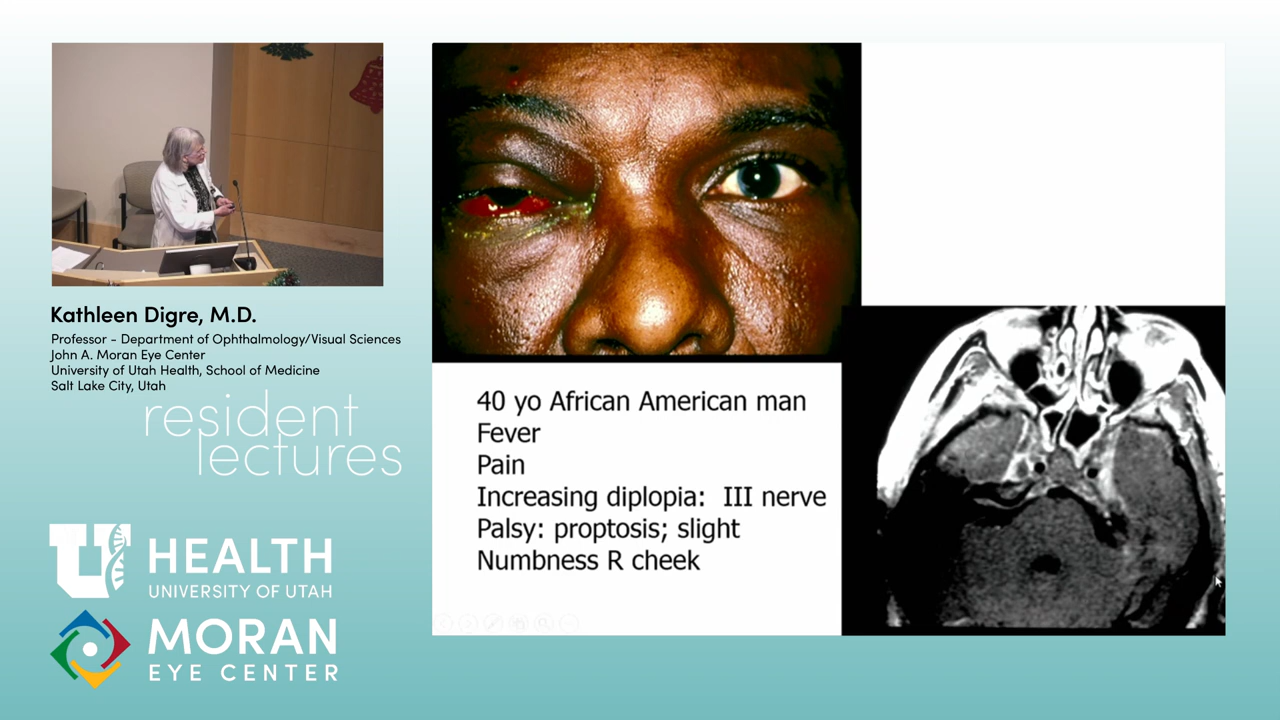 Kathleen Digre, M.D.
Professor - Department of Ophthalmology/Visual Sciences
John A. Moran Eye Center
University of Utah Health, School of Medicine
Salt Lake City, Utah
resident
lectures
U HEALTH
UNIVERSITY OF UTAH
MORAN
EYE CENTER
40 yo African American man
Fever
Pain
Increasing diplopia: III nerve
Palsy: proptosis; slight
Numbness R cheek